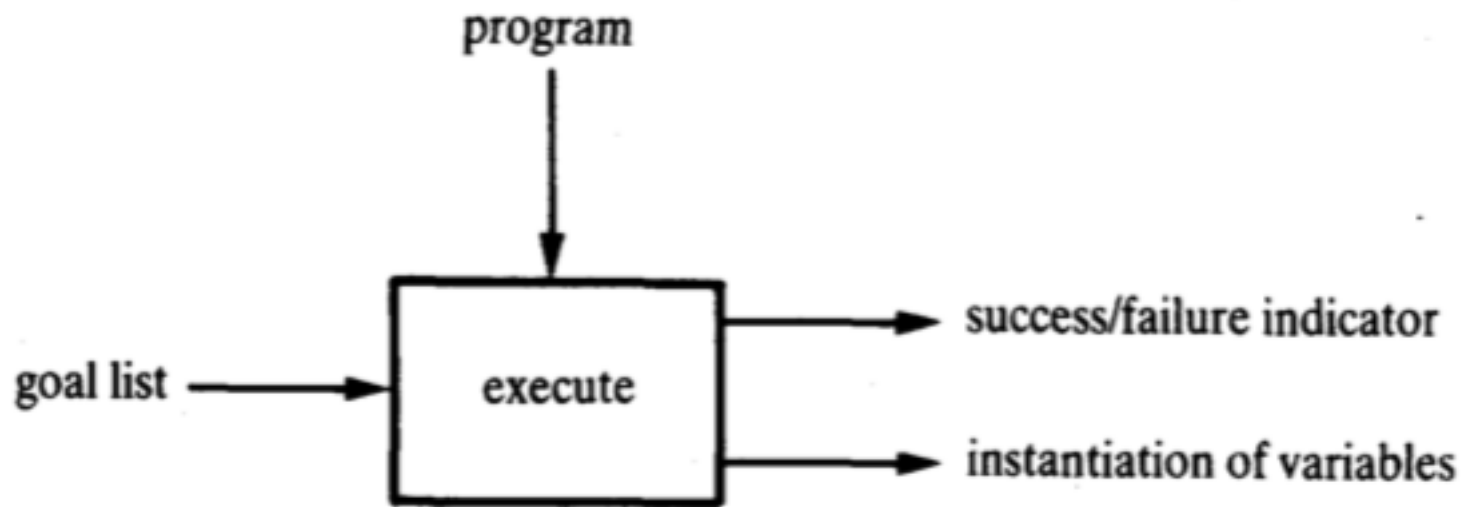 program
success/failure indicator
goal list
execute
instantiation of variables